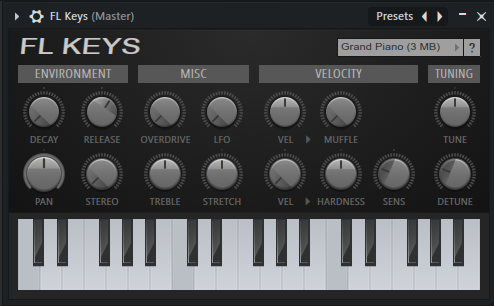 FL Keys (Master) Presets
FL KEYS
Grand Piano (3 MB) ?
ENVIRONMENT MISC VELOCITY TUNING
DECAY RELEASE OVERDRIVE LFO VEL MUFFLE TUNE
PAN STEREO TREBLE STRETCH VEL HARDNESS SENS DETUNE